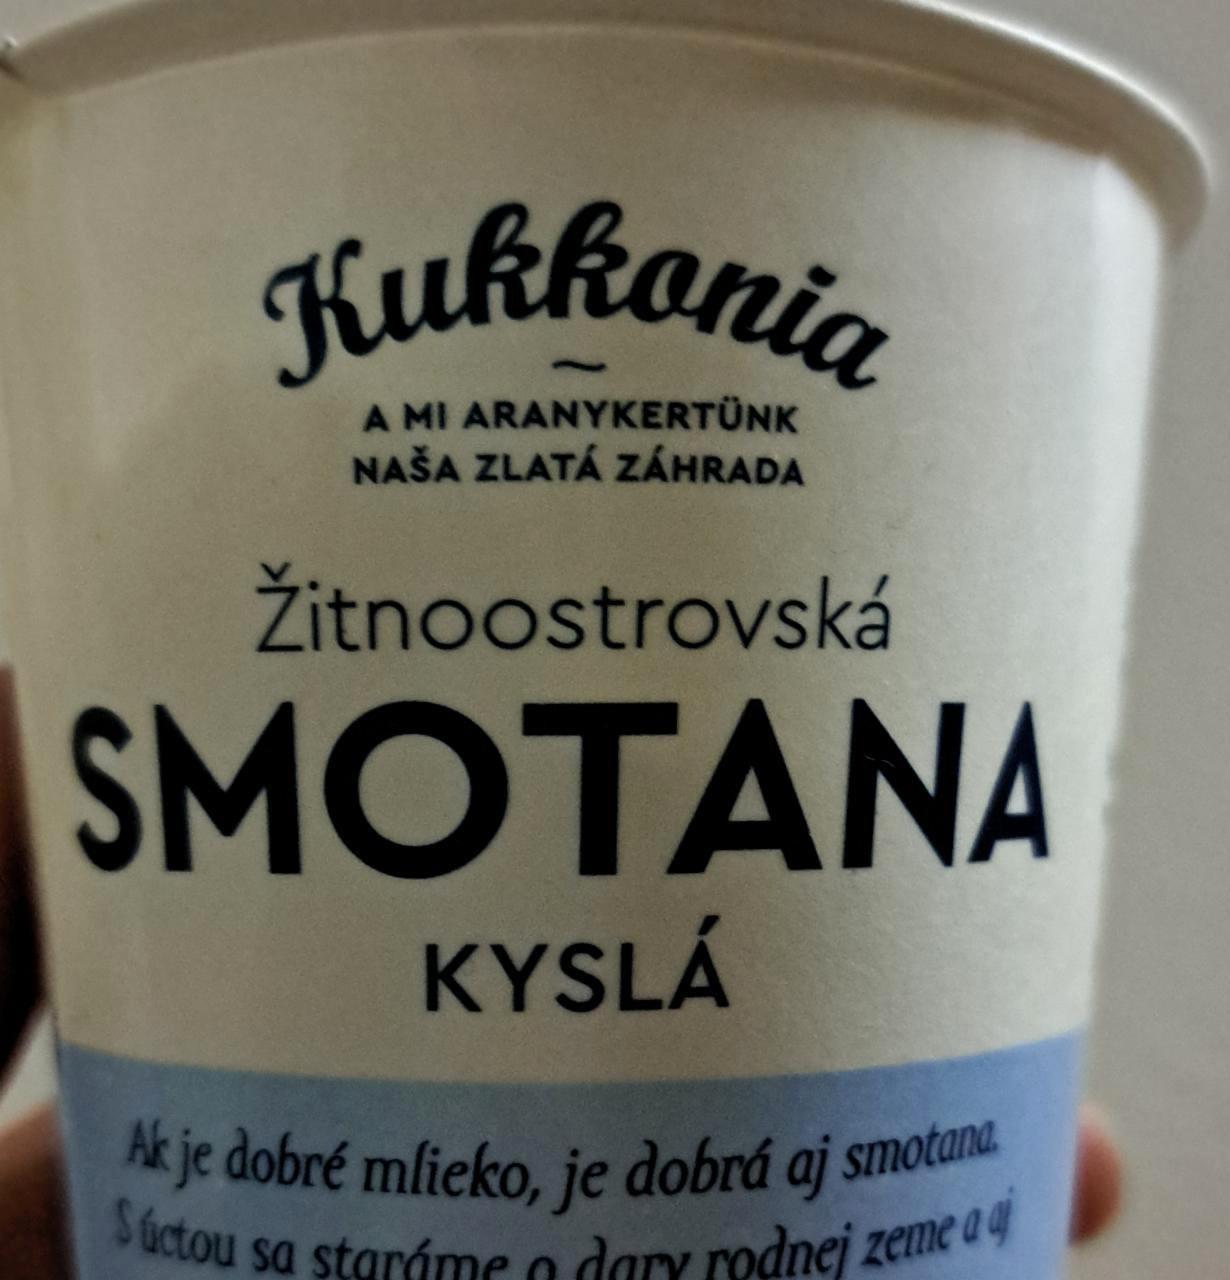 Kukkonia
~
A MI ARANYKERTÜNK
NAŠA ZLATÁ ZÁHRADA
Žitnoostrovská
SMOTANA
KYSLÁ
Ak je dobré mlieko, je dobrá aj smotana.
S úctou sa staráme o dary rodnej zeme a aj